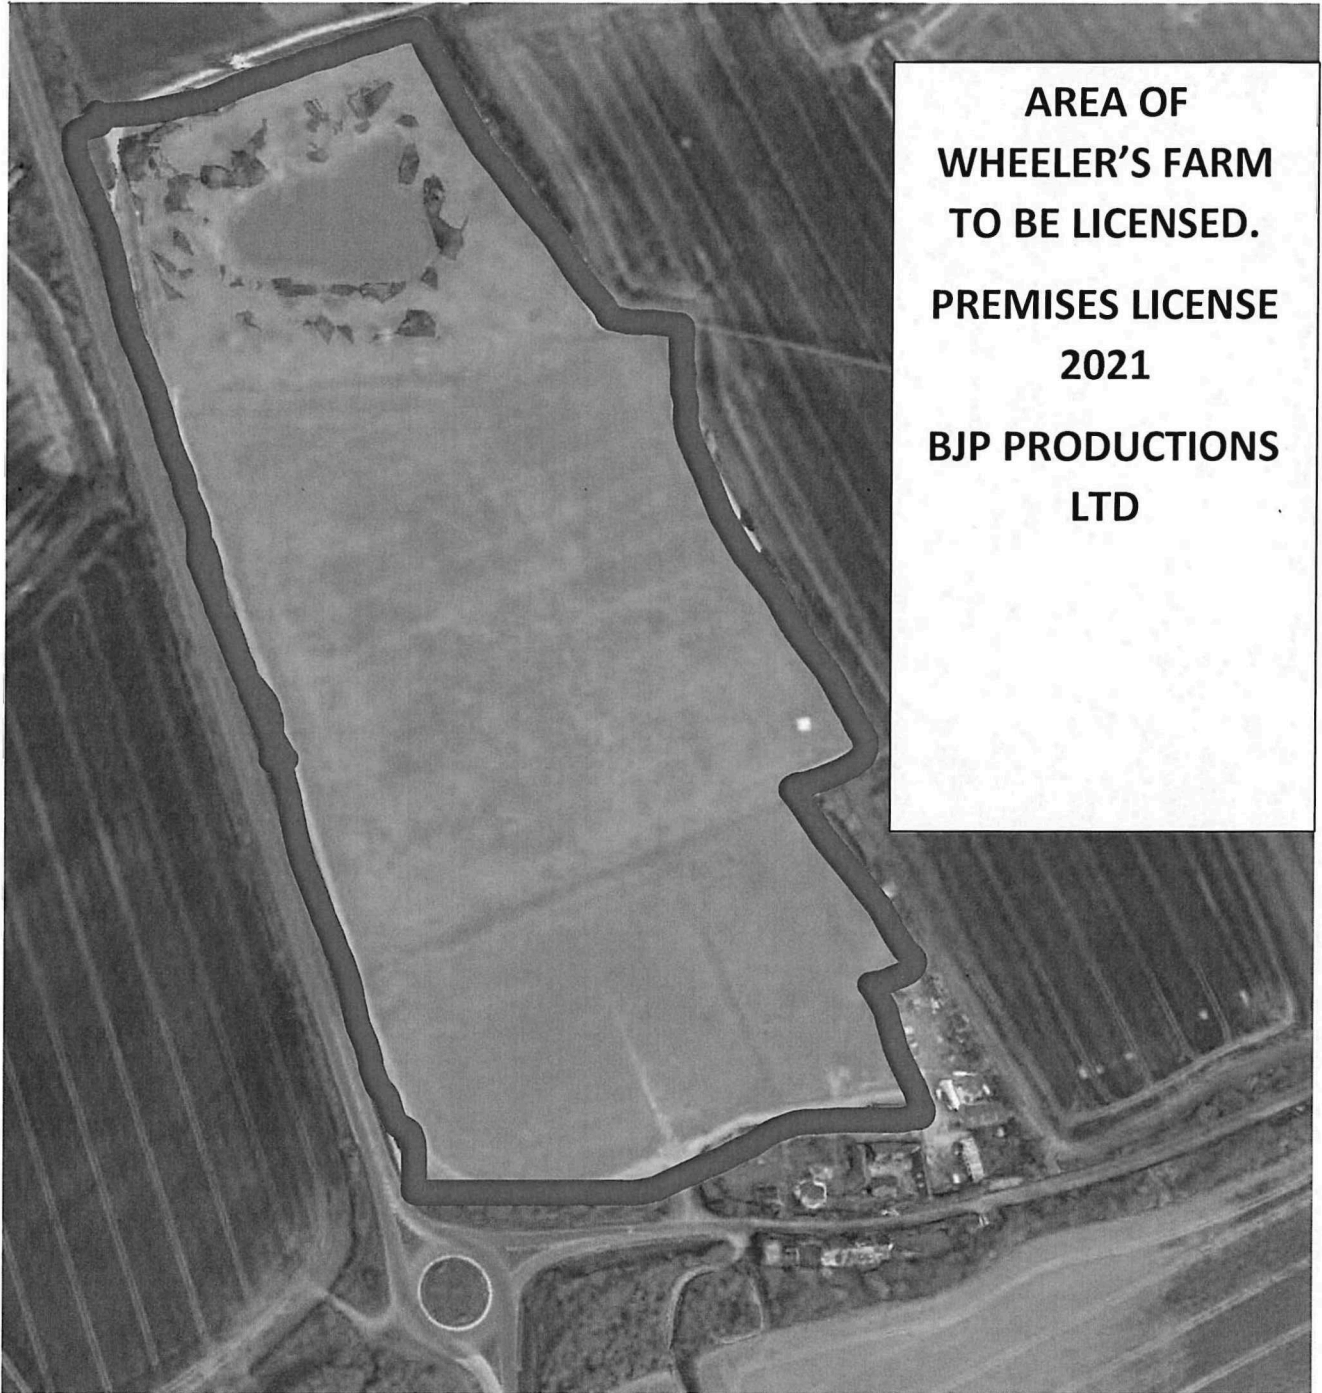 AREA OF
WHEELER'S FARM
TO BE LICENSED.
PREMISES LICENSE
2021
BJP PRODUCTIONS
LTD